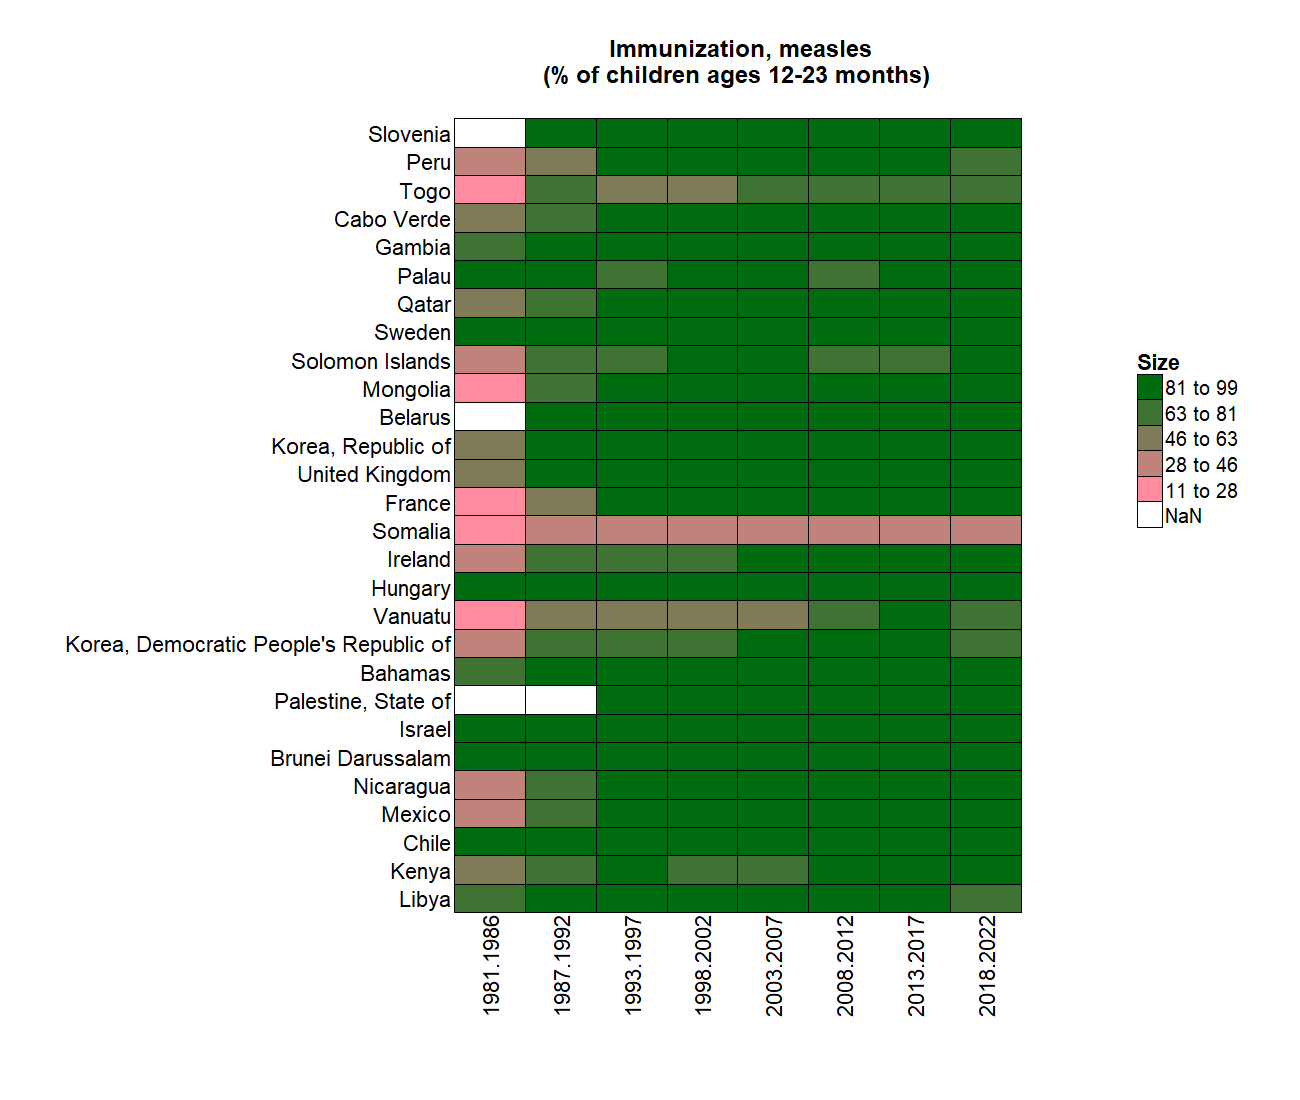 Immunization, measles
(% of children ages 12-23 months)
Slovenia
Peru
Togo
Cabo Verde
Gambia
Palau
Qatar
Sweden
Solomon Islands
Mongolia
Belarus
Korea, Republic of
United Kingdom
France
Somalia
Ireland
Hungary
Vanuatu
Korea, Democratic People's Republic of
Bahamas
Palestine, State of
Israel
Brunei Darussalam
Nicaragua
Mexico
Chile
Kenya
Libya
1981.1986
1987.1992
1993.1997
1998.2002
2003.2007
2008.2012
2013.2017
2018.2022
Size
81 to 99
63 to 81
46 to 63
28 to 46
11 to 28
NaN